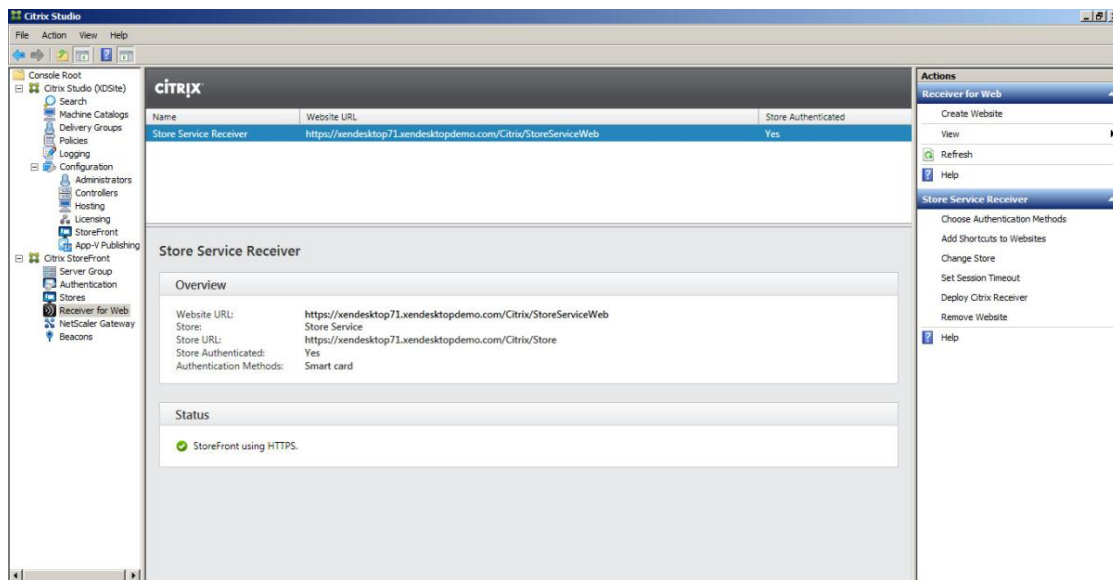 Citrix Studio
File Action View Help
Console Root
Citrix Studio (XDSite)
Search
Machine Catalogs
Delivery Groups
Policies
Logging
Configuration
Administrators
Controllers
Hosting
Licensing
StoreFront
App-V Publishing
Citrix StoreFront
Server Group
Authentication
Stores
Receiver for Web
NetScaler Gateway
Beacons
CITRIX
Name Website URL Store Authenticated
Store Service Receiver https://xendesktop71.xendesktopdemo.com/Citrix/StoreServiceWeb Yes
Store Service Receiver
Overview
Website URL: https://xendesktop71.xendesktopdemo.com/Citrix/StoreServiceWeb
Store: Store Service
Store URL: https://xendesktop71.xendesktopdemo.com/Citrix/Store
Store Authenticated: Yes
Authentication Methods: Smart card
Status
StoreFront using HTTPS.
Actions
Receiver for Web
Create Website
View
Refresh
Help
Store Service Receiver
Choose Authentication Methods
Add Shortcuts to Websites
Change Store
Set Session Timeout
Deploy Citrix Receiver
Remove Website
Help